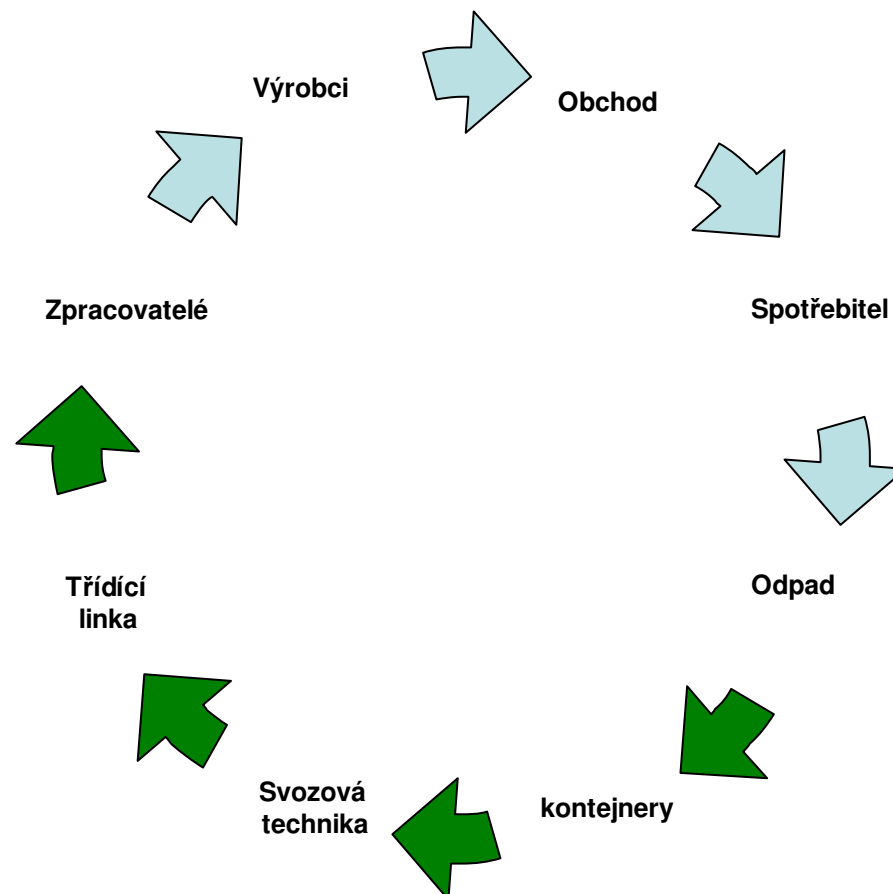 Výrobci
Obchod
Spotřebitel
Odpad
kontejnery
Svozová
technika
Třídící
linka
Zpracovatelé